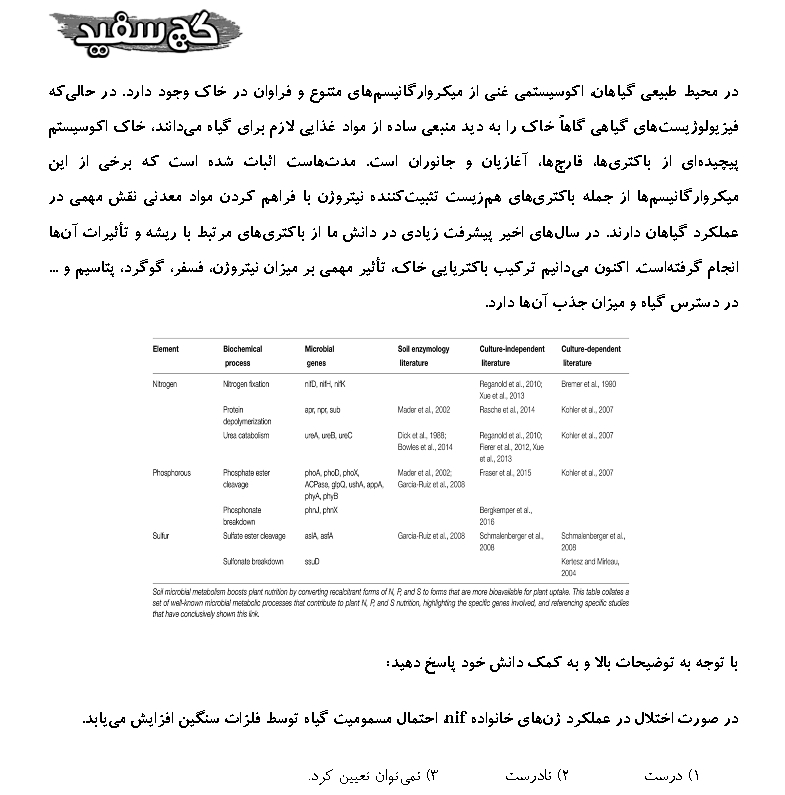 گچ سفید
در محیط طبیعی گیاهان، اکوسیستمی غنی از میکروارگانیسم‌های متنوع و فراوان در خاک وجود دارد. در حالی‌که
فیزیولوژیست‌های گیاهی گاهاً خاک را به دید منبعی ساده از مواد غذایی لازم برای گیاه می‌دانند، خاک اکوسیستم
پیچیده‌ای از باکتری‌ها، قارچ‌ها، آغازیان و جانوران است. مدت‌هاست اثبات شده است که برخی از این
میکروارگانیسم‌ها از جمله باکتری‌های هم‌زیست تثبیت‌کننده نیتروژن با فراهم کردن مواد معدنی نقش مهمی در
عملکرد گیاهان دارند. در سال‌های اخیر پیشرفت زیادی در دانش ما از باکتری‌های مرتبط با ریشه و تأثیرات آن‌ها
انجام گرفته‌است. اکنون می‌دانیم ترکیب باکتریایی خاک، تأثیر مهمی بر میزان نیتروژن، فسفر، گوگرد، پتاسیم و ...
در دسترس گیاه و میزان جذب آن‌ها دارد.
Element Biochemical process Microbial genes Soil enzymology literature Culture-independent literature Culture-dependent literature
Nitrogen Nitrogen fixation nifD, nifH, nifK Reganold et al., 2010; Xue et al., 2013 Bremer et al., 1990
Protein depolymerization apr, npr, sub Mader et al., 2002 Rasche et al., 2014 Kohler et al., 2007
Urea catabolism ureA, ureB, ureC Dick et al., 1988; Bowles et al., 2014 Reganold et al., 2010; Fierer et al., 2012, Xue et al., 2013 Kohler et al., 2007
Phosphorous Phosphate ester cleavage phoA, phoD, phoX, ACPase, glpQ, ushA, appA, phyA, phyB Mader et al., 2002; Garcia-Ruiz et al., 2008 Fraser et al., 2015 Kohler et al., 2007
Phosphonate breakdown phnJ, phnX Bergkemper et al., 2016
Sulfur Sulfate ester cleavage aslA, asfA Garcia-Ruiz et al., 2008 Schmalenberger et al., 2008 Schmalenberger et al., 2008
Sulfonate breakdown ssuD Kertesz and Mirleau, 2004
Soil microbial metabolism boosts plant nutrition by converting recalcitrant forms of N, P, and S to forms that are more bioavailable for plant uptake. This table collates a
set of well-known microbial metabolic processes that contribute to plant N, P, and S nutrition, highlighting the specific genes involved, and referencing specific studies
that have conclusively shown this link.
با توجه به توضیحات بالا و به کمک دانش خود پاسخ دهید:
در صورت اختلال در عملکرد ژن‌های خانواده nif، احتمال مسمومیت گیاه توسط فلزات سنگین افزایش می‌یابد.
۱) درست ۲) نادرست ۳) نمی‌توان تعیین کرد.